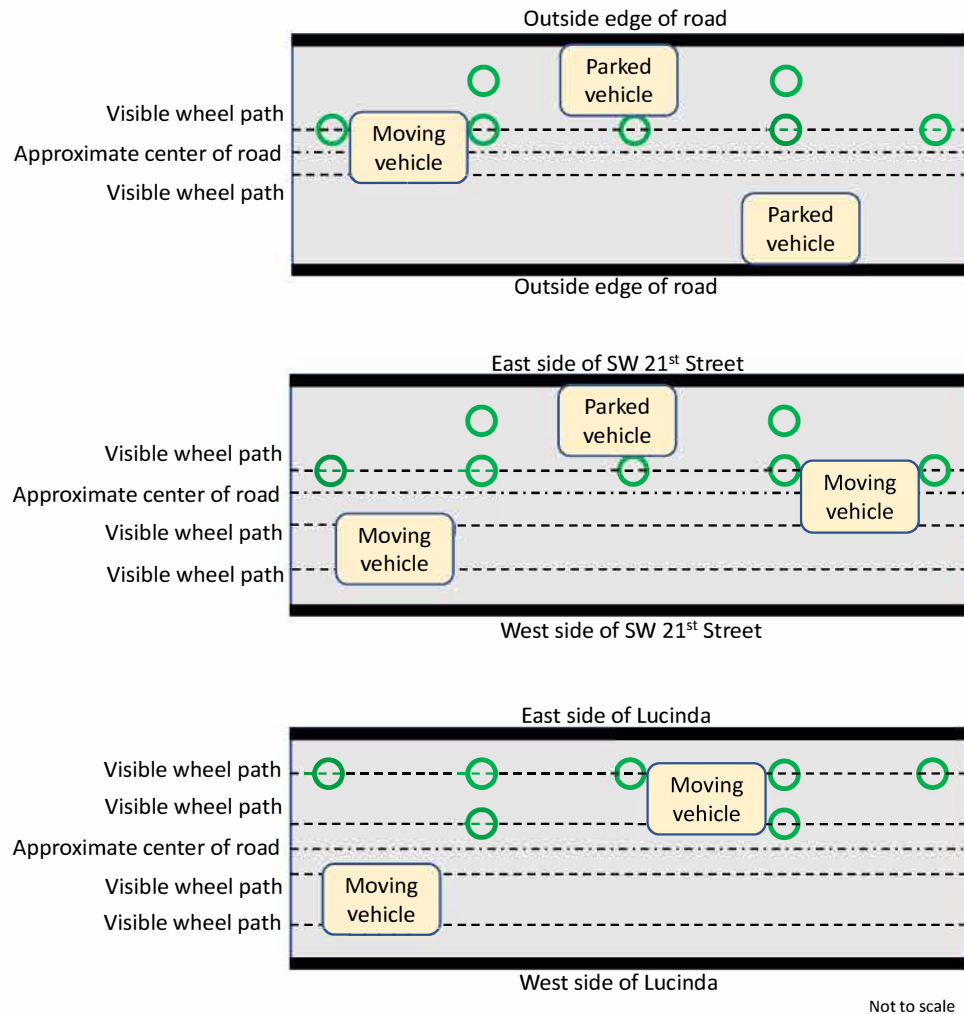 Outside edge of road
Parked
vehicle
Visible wheel path
Moving
vehicle
Approximate center of road
Visible wheel path
Parked
vehicle
Outside edge of road
East side of SW 21st Street
Parked
vehicle
Visible wheel path
Moving
vehicle
Approximate center of road
Visible wheel path
Moving
vehicle
Visible wheel path
West side of SW 21st Street
East side of Lucinda
Visible wheel path
Moving
vehicle
Visible wheel path
Approximate center of road
Visible wheel path
Moving
vehicle
Visible wheel path
West side of Lucinda
Not to scale